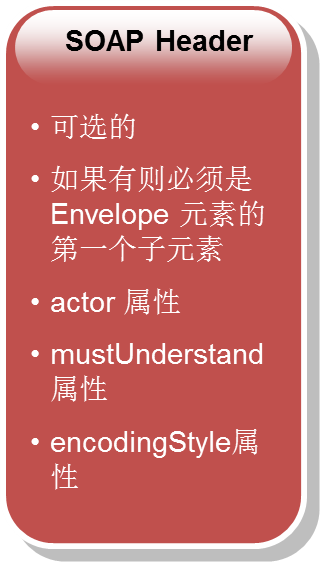 SOAP Header
• 可选的
• 如果有则必须是
Envelope 元素的
第一个子元素
• actor 属性
• mustUnderstand
属性
• encodingStyle属
性